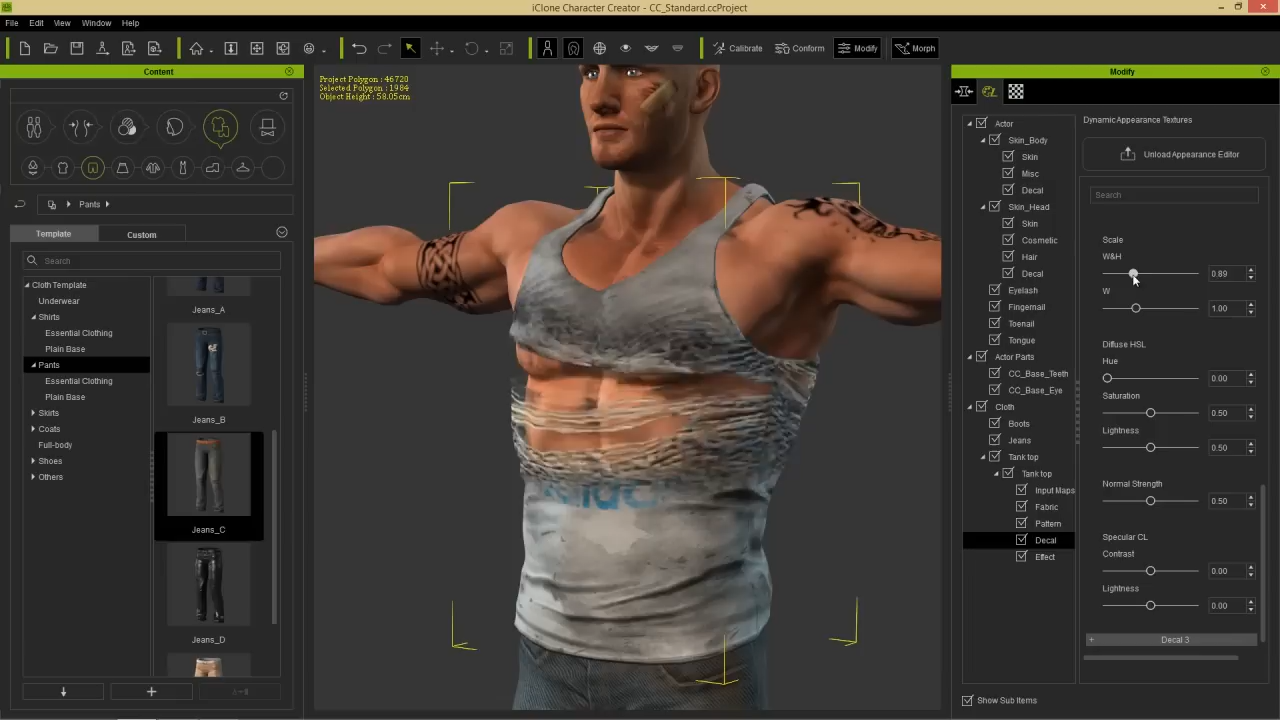 iClone Character Creator - CC_Standard.ccProject
File Edit View Window Help
Calibrate Conform Modify Morph
Content
Pants
Template Custom
Search
Cloth Template
Underwear
Shirts
Essential Clothing
Plain Base
Pants
Essential Clothing
Plain Base
Skirts
Coats
Full-body
Shoes
Others
Jeans_A
Jeans_B
Jeans_C
Jeans_D
Project Polygon : 46720
Selected Polygon : 1984
Object Height : 58.05cm
Modify
Actor
Skin_Body
Skin
Misc
Decal
Skin_Head
Skin
Cosmetic
Hair
Decal
Eyelash
Fingernail
Toenail
Tongue
Actor Parts
CC_Base_Teeth
CC_Base_Eye
Cloth
Boots
Jeans
Tank top
Tank top
Input Maps
Fabric
Pattern
Decal
Effect
Show Sub Items
Dynamic Appearance Textures
Unload Appearance Editor
Search
Scale
W&H
0.89
W
1.00
Diffuse HSL
Hue
0.00
Saturation
0.50
Lightness
0.50
Normal Strength
0.50
Specular CL
Contrast
0.00
Lightness
0.00
+ Decal 3